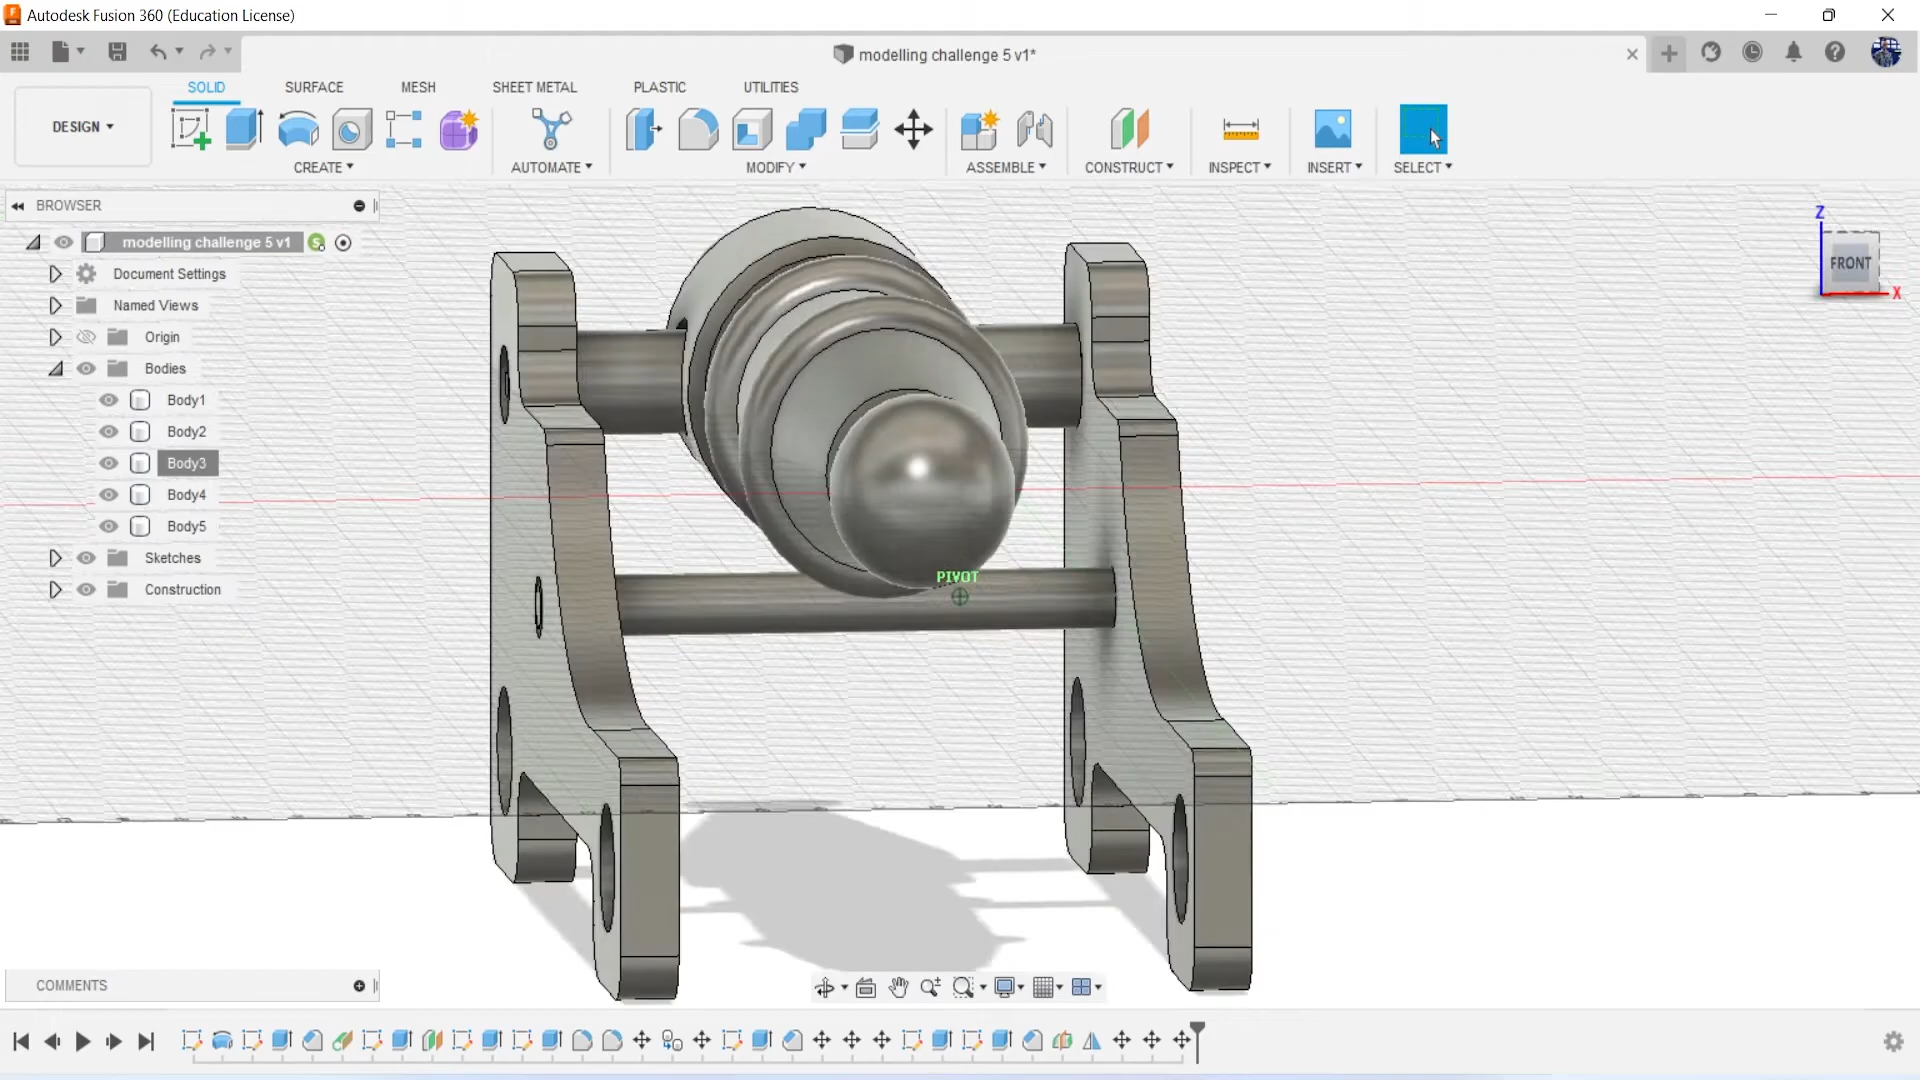 Autodesk Fusion 360 (Education License)
modelling challenge 5 v1*
SOLID SURFACE MESH SHEET METAL PLASTIC UTILITIES
DESIGN
CREATE AUTOMATE MODIFY ASSEMBLE CONSTRUCT INSPECT INSERT SELECT
BROWSER
modelling challenge 5 v1
Document Settings
Named Views
Origin
Bodies
Body1
Body2
Body3
Body4
Body5
Sketches
Construction
Z
FRONT
X
PIVOT
COMMENTS